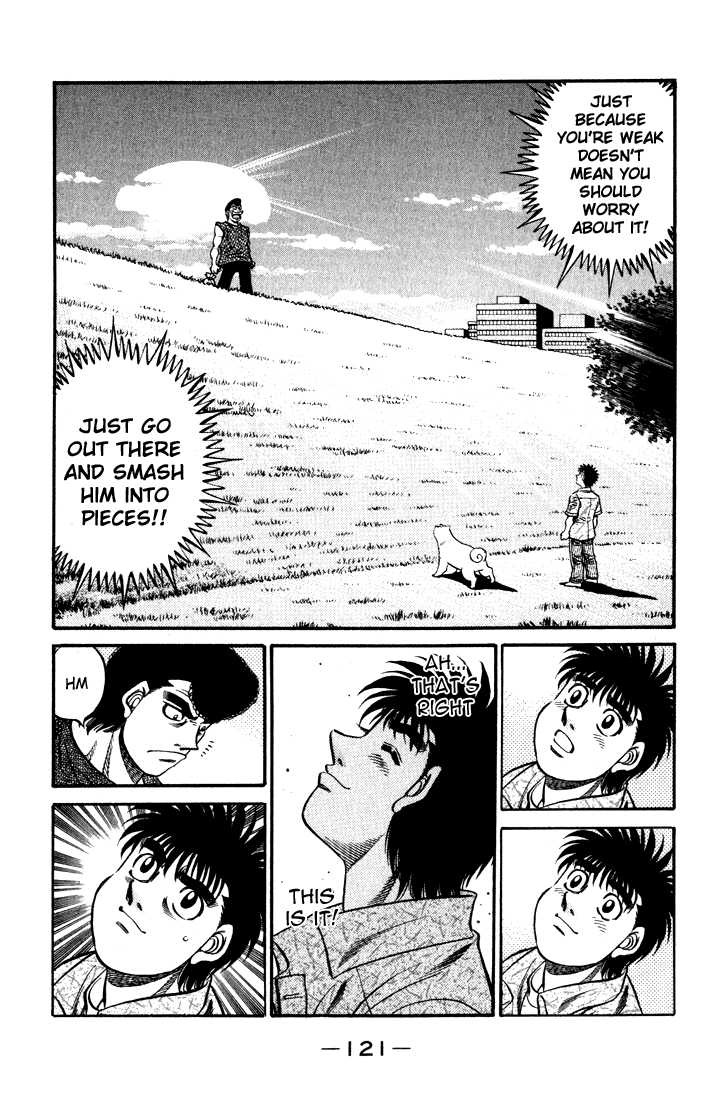 JUST
BECAUSE
YOU'RE WEAK
DOESN'T
MEAN YOU
SHOULD
WORRY
ABOUT IT!
JUST GO
OUT THERE
AND SMASH
HIM INTO
PIECES!!
AH...
THAT'S
RIGHT
THIS
IS IT!
HM
—121—